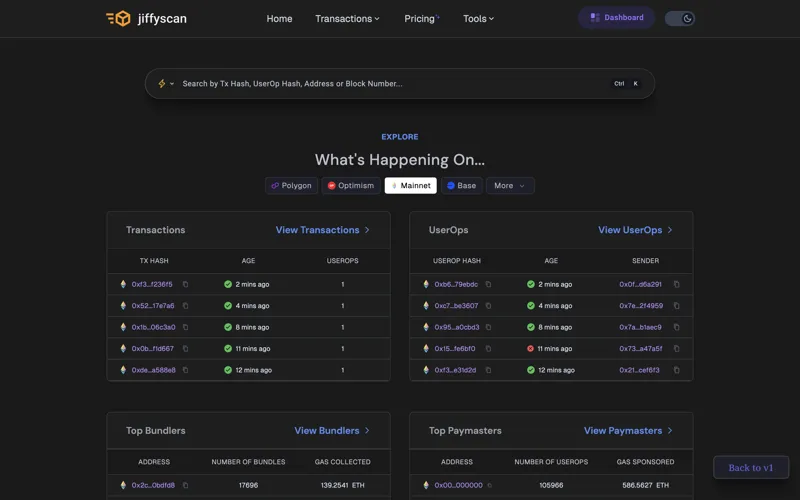 jiffyscan
Home
Transactions
Pricing
Tools
Dashboard
Search by Tx Hash, UserOp Hash, Address or Block Number...
Ctrl K
EXPLORE
What's Happening On...
Polygon
Optimism
Mainnet
Base
More
Transactions
View Transactions
TX HASH AGE USEROPS
0xf3...f236f5 2 mins ago 1
0x52...17e7a6 4 mins ago 1
0x1b...06c3a0 8 mins ago 1
0x0b...f1d667 11 mins ago 1
0xde...a588e8 12 mins ago 1
UserOps
View UserOps
USEROP HASH AGE SENDER
0xb6...79ebdc 2 mins ago 0x0f...d6a291
0xc7...be3607 4 mins ago 0x7e...2f4959
0x95...a0cbd3 8 mins ago 0x7a...b1aec9
0x15...fe6bf0 11 mins ago 0x73...a47a5f
0xf3...e31d2d 12 mins ago 0x21...cef6f3
Top Bundlers
View Bundlers
ADDRESS NUMBER OF BUNDLES GAS COLLECTED
0x2c...0bdfd8 17696 139.2541 ETH
Top Paymasters
View Paymasters
ADDRESS NUMBER OF USEROPS GAS SPONSORED
0x00...000000 105966 586.5627 ETH
Back to v1